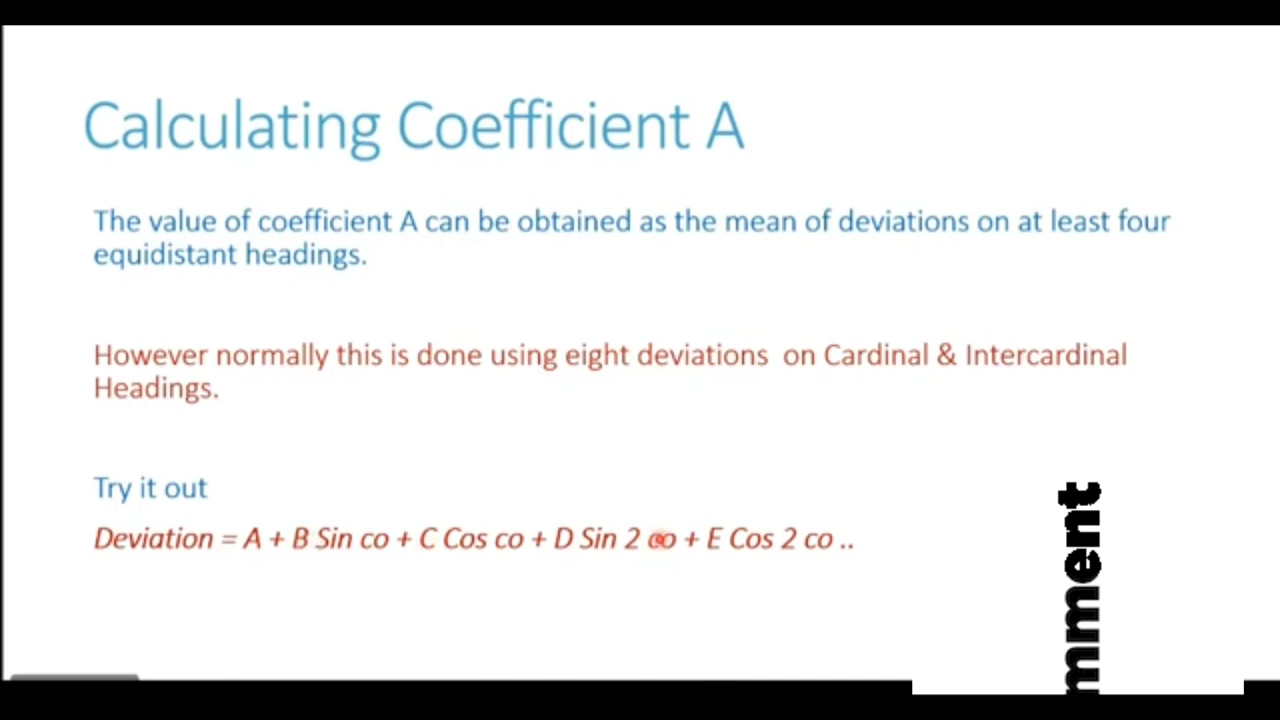 Calculating Coefficient A
The value of coefficient A can be obtained as the mean of deviations on at least four
equidistant headings.
However normally this is done using eight deviations on Cardinal & Intercardinal
Headings.
Try it out
Deviation = A + B Sin co + C Cos co + D Sin 2 co + E Cos 2 co ..
mment